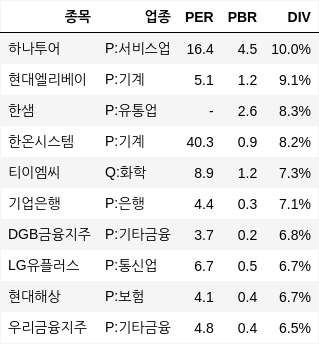 종목 업종 PER PBR DIV
하나투어 P:서비스업 16.4 4.5 10.0%
현대엘리베이 P:기계 5.1 1.2 9.1%
한샘 P:유통업 - 2.6 8.3%
한온시스템 P:기계 40.3 0.9 8.2%
티이엠씨 Q:화학 8.9 1.2 7.3%
기업은행 P:은행 4.4 0.3 7.1%
DGB금융지주 P:기타금융 3.7 0.2 6.8%
LG유플러스 P:통신업 6.7 0.5 6.7%
현대해상 P:보험 4.1 0.4 6.7%
우리금융지주 P:기타금융 4.8 0.4 6.5%